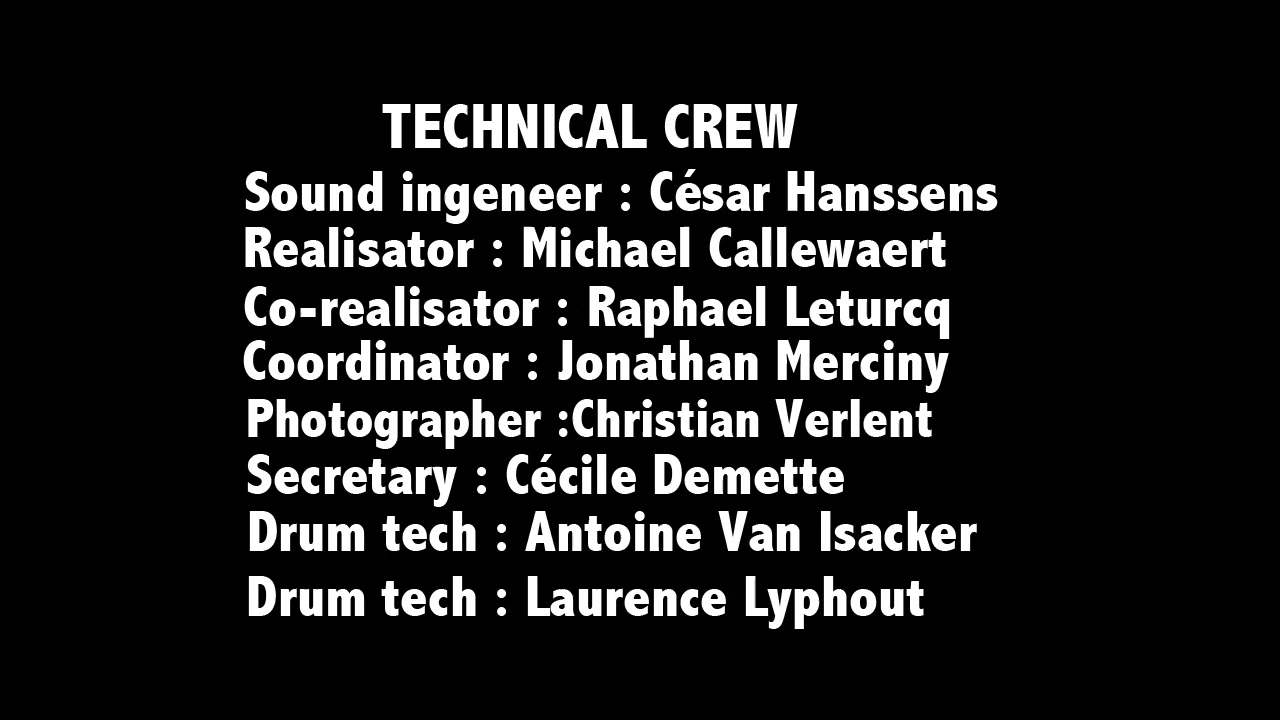 TECHNICAL CREW
Sound ingeneer : César Hanssens
Realisator : Michael Callewaert
Co-realisator : Raphael Leturcq
Coordinator : Jonathan Merciny
Photographer :Christian Verlent
Secretary : Cécile Demette
Drum tech : Antoine Van Isacker
Drum tech : Laurence Lyphout